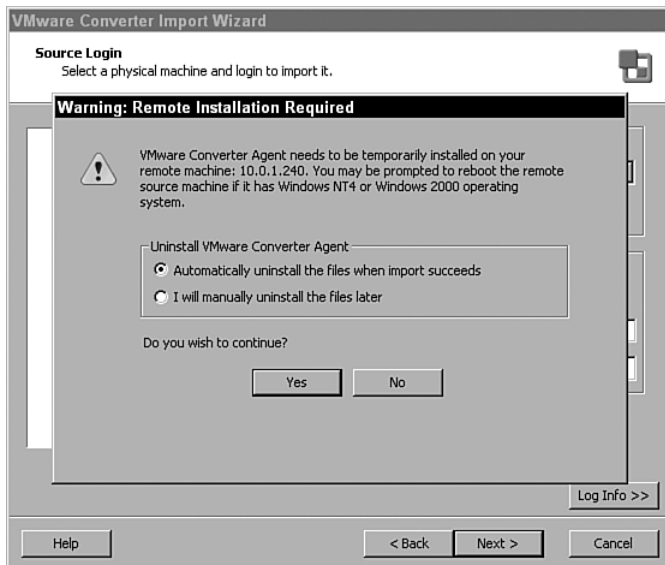 VMware Converter Import Wizard
Source Login
Select a physical machine and login to import it.
Warning: Remote Installation Required
VMware Converter Agent needs to be temporarily installed on your
remote machine: 10.0.1.240. You may be prompted to reboot the remote
source machine if it has Windows NT4 or Windows 2000 operating
system.
Uninstall VMware Converter Agent
Automatically uninstall the files when import succeeds
I will manually uninstall the files later
Do you wish to continue?
Yes No
Log Info >>
Help < Back Next > Cancel